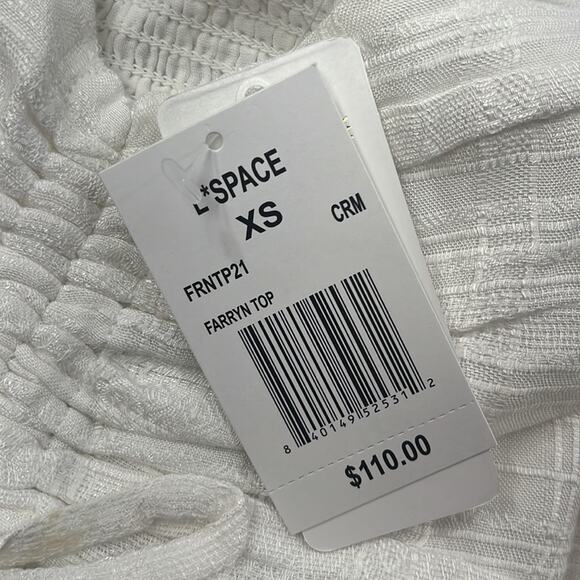 L*SPACE
XS CRM
FRNTP21
FARRYN TOP
8 40149 52531 2
$110.00